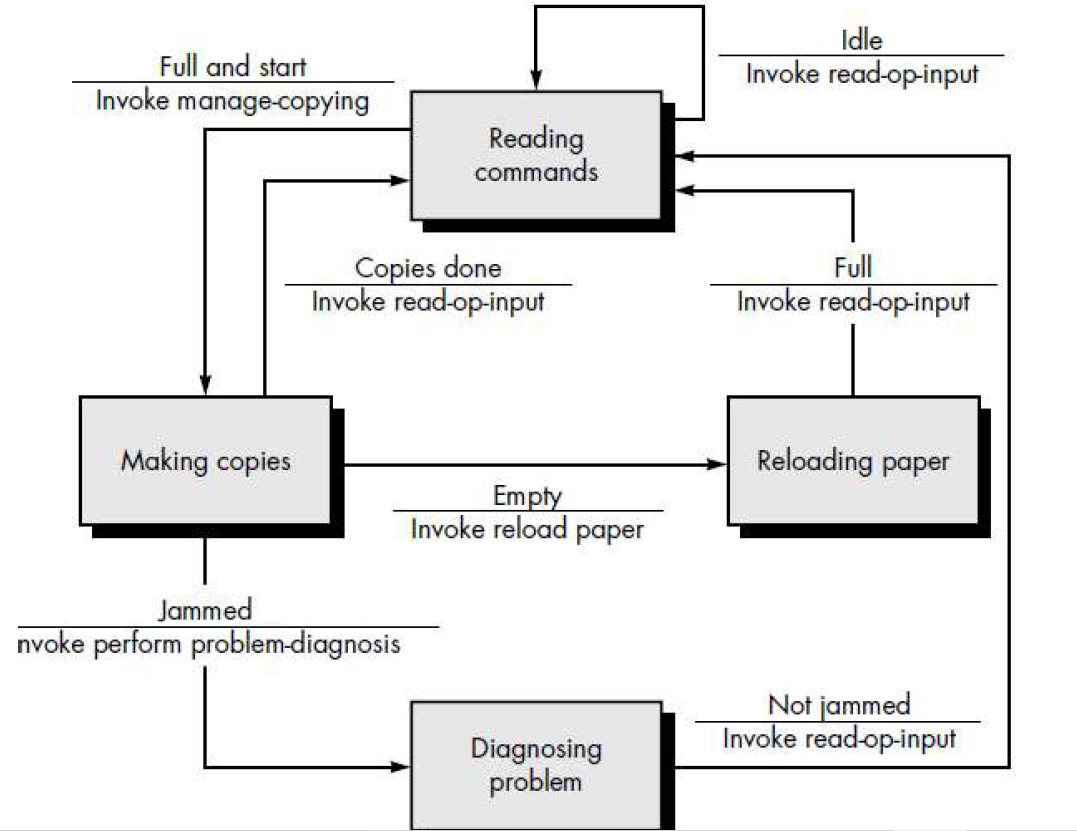 Idle
Invoke read-op-input
Full and start
Invoke manage-copying
Reading
commands
Copies done
Invoke read-op-input
Full
Invoke read-op-input
Making copies
Reloading paper
Empty
Invoke reload paper
Jammed
nvoke perform problem-diagnosis
Not jammed
Invoke read-op-input
Diagnosing
problem